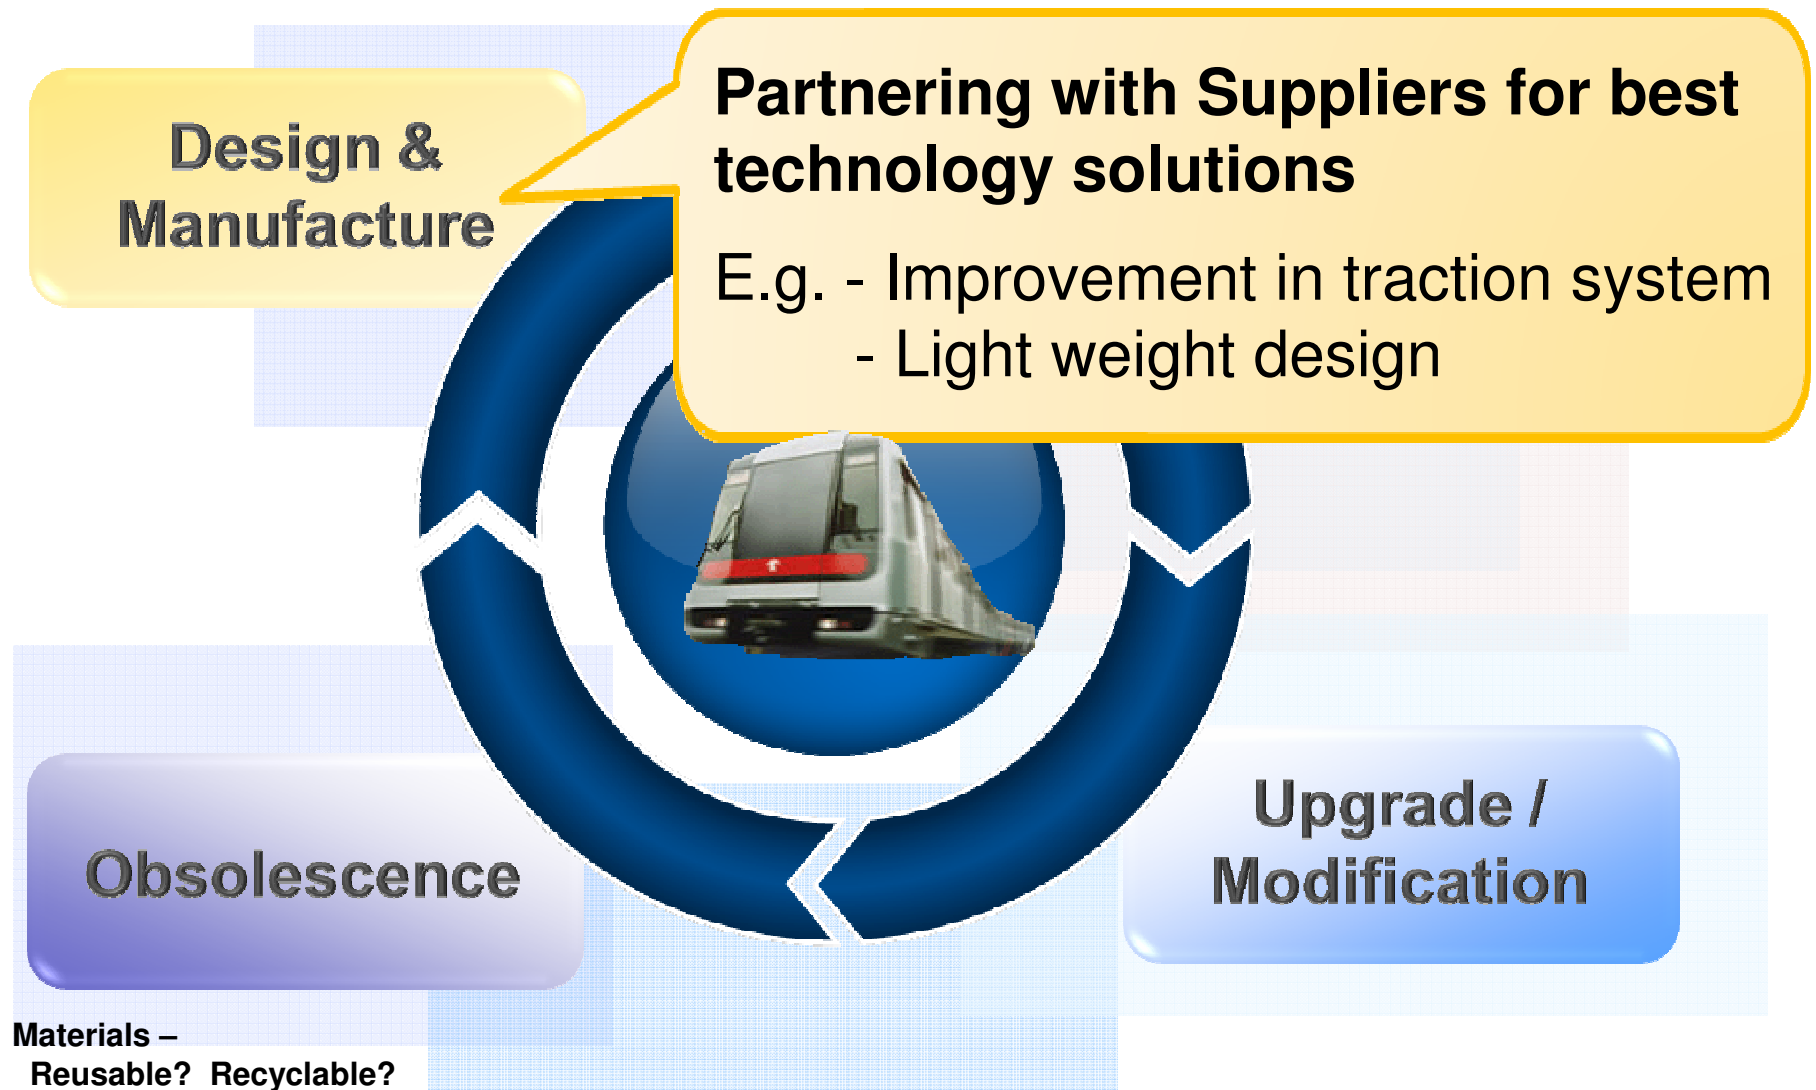 Design &
Manufacture
Partnering with Suppliers for best
technology solutions
E.g. - Improvement in traction system
- Light weight design
Upgrade /
Modification
Obsolescence
Materials –
Reusable? Recyclable?